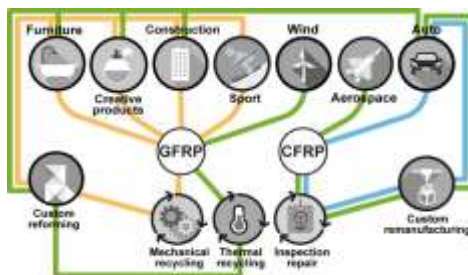 Furniture
Construction
Wind
Auto
Creative
products
Sport
Aerospace
GFRP
CFRP
Custom
reforming
Mechanical
recycling
Thermal
recycling
Inspection
repair
Custom
remanufacturing